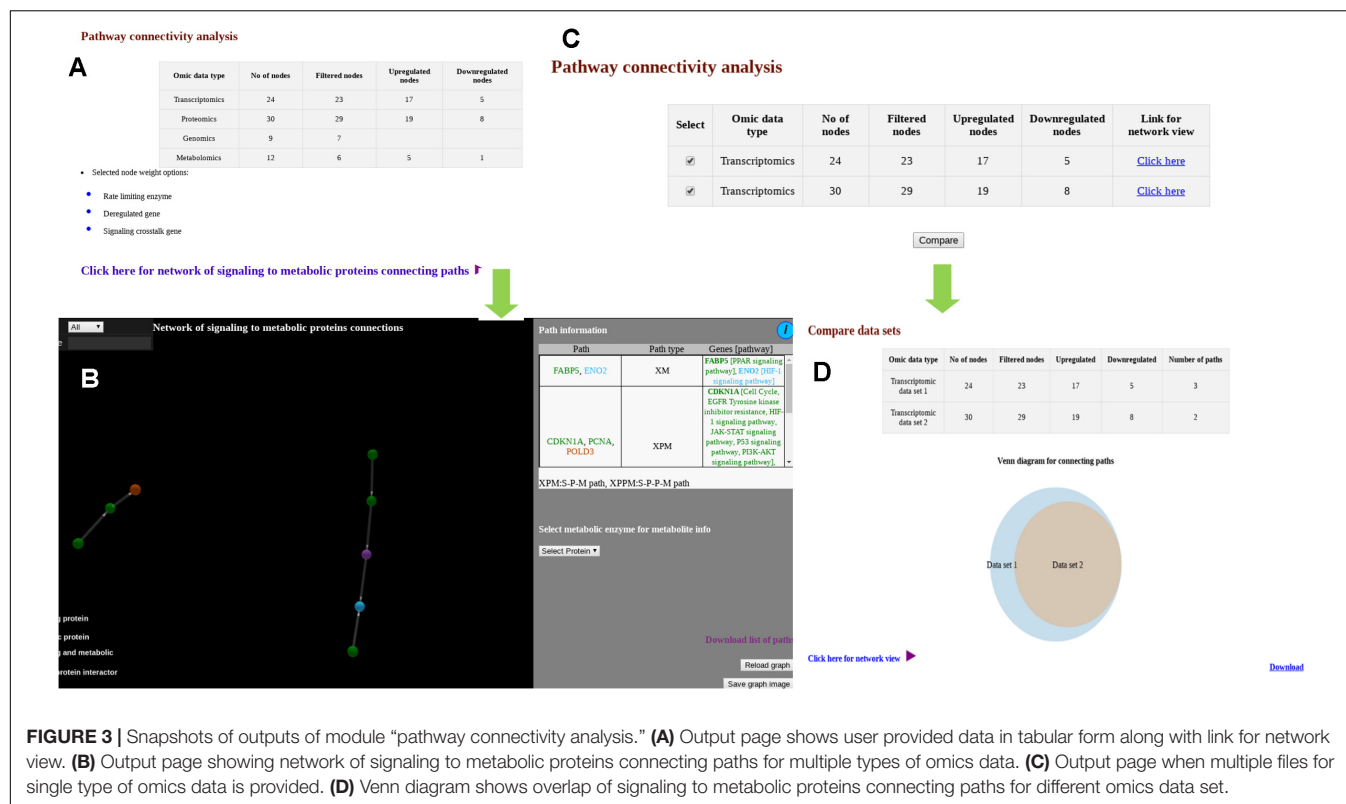 Pathway connectivity analysis
A
Omic data type No of nodes Filtered nodes Upregulated nodes Downregulated nodes
Transcriptomics 24 23 17 5
Proteomics 30 29 19 8
Genomics 9 7
Metabolomics 12 6 5 1
Selected node weight options:
Rate limiting enzyme
Deregulated gene
Signaling crosstalk gene
Click here for network of signaling to metabolic proteins connecting paths
C
Pathway connectivity analysis
Select Omic data type No of nodes Filtered nodes Upregulated nodes Downregulated nodes Link for network view
Transcriptomics 24 23 17 5 Click here
Transcriptomics 30 29 19 8 Click here
Compare
B
All
e
Network of signaling to metabolic proteins connections
g protein
c protein
g and metabolic
rotein interactor
Path information
i
Path Path type Genes [pathway]
FABP5, ENO2 XM FABP5 [PPAR signaling
pathway], ENO2 [HIF-1
signaling pathway]
CDKN1A, PCNA,
POLD3 XPM CDKN1A [Cell Cycle,
EGFR Tyrosine kinase
inhibitor resistance, HIF-
1 signaling pathway,
JAK-STAT signaling
pathway, P53 signaling
pathway, PI3K-AKT
signaling pathway],
XPM:S-P-M path, XPPM:S-P-P-M path
Select metabolic enzyme for metabolite info
Select Protein
Download list of paths
Reload graph
Save graph image
Compare data sets
D
Omic data type No of nodes Filtered nodes Upregulated Downregulated Number of paths
Transcriptomic data set 1 24 23 17 5 3
Transcriptomic data set 2 30 29 19 8 2
Venn diagram for connecting paths
Data set 1 Data set 2
Click here for network view
Download
FIGURE 3 | Snapshots of outputs of module “pathway connectivity analysis.” (A) Output page shows user provided data in tabular form along with link for network
view. (B) Output page showing network of signaling to metabolic proteins connecting paths for multiple types of omics data. (C) Output page when multiple files for
single type of omics data is provided. (D) Venn diagram shows overlap of signaling to metabolic proteins connecting paths for different omics data set.